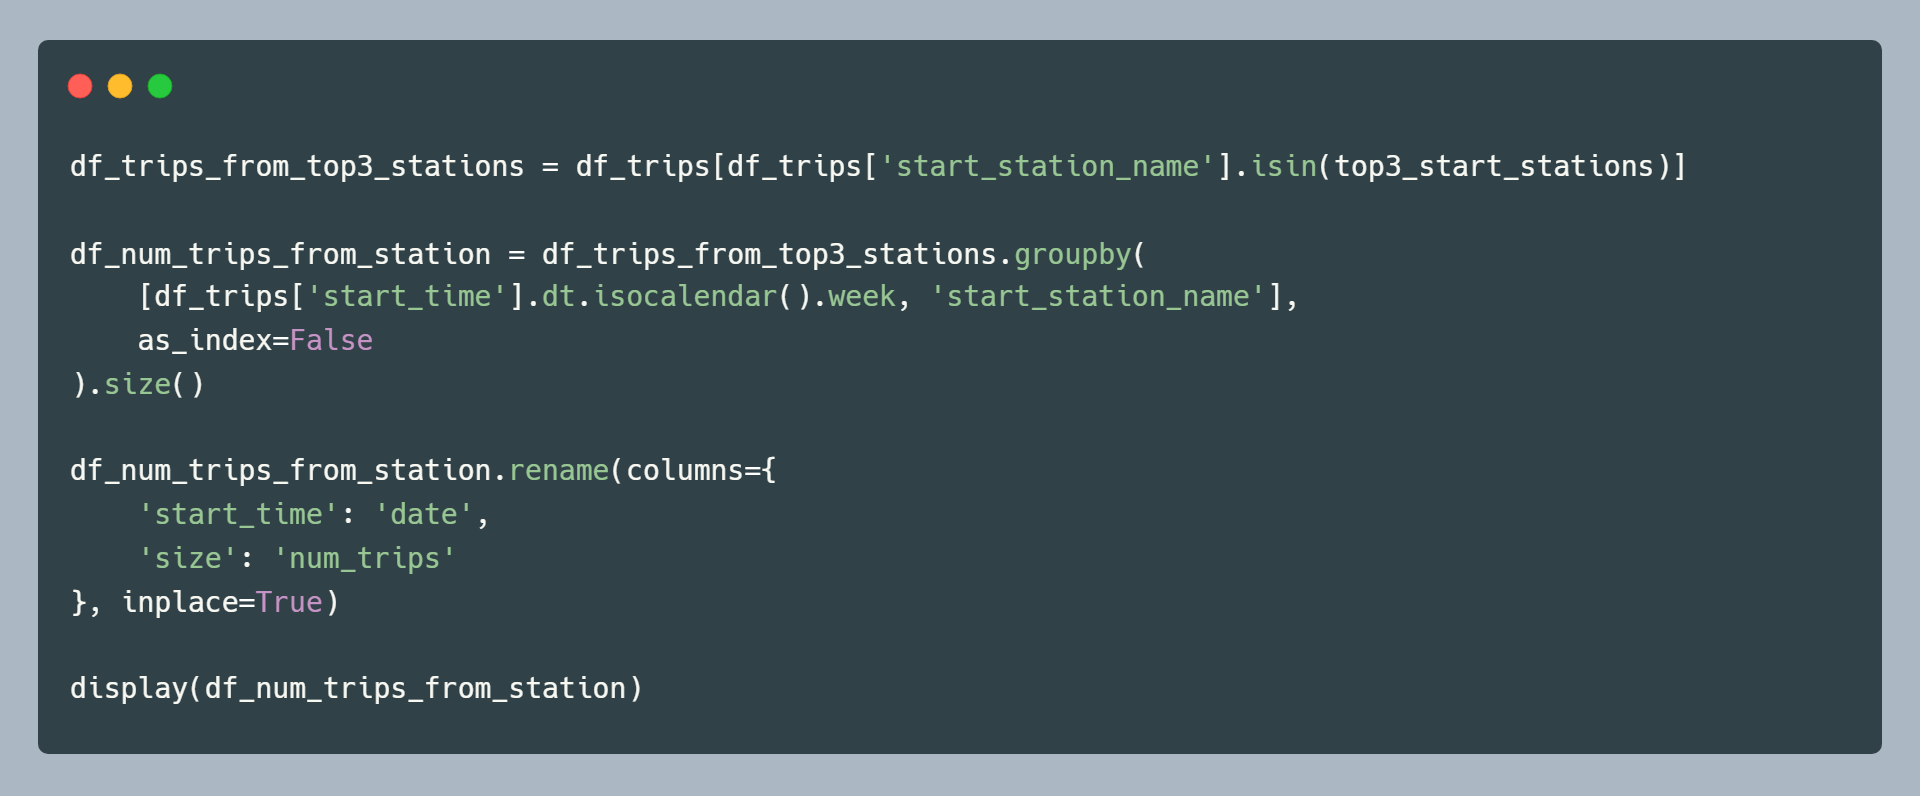 df_trips_from_top3_stations = df_trips[df_trips['start_station_name'].isin(top3_start_stations)]

df_num_trips_from_station = df_trips_from_top3_stations.groupby(
    [df_trips['start_time'].dt.isocalendar().week, 'start_station_name'],
    as_index=False
).size()

df_num_trips_from_station.rename(columns={
    'start_time': 'date',
    'size': 'num_trips'
}, inplace=True)

display(df_num_trips_from_station)